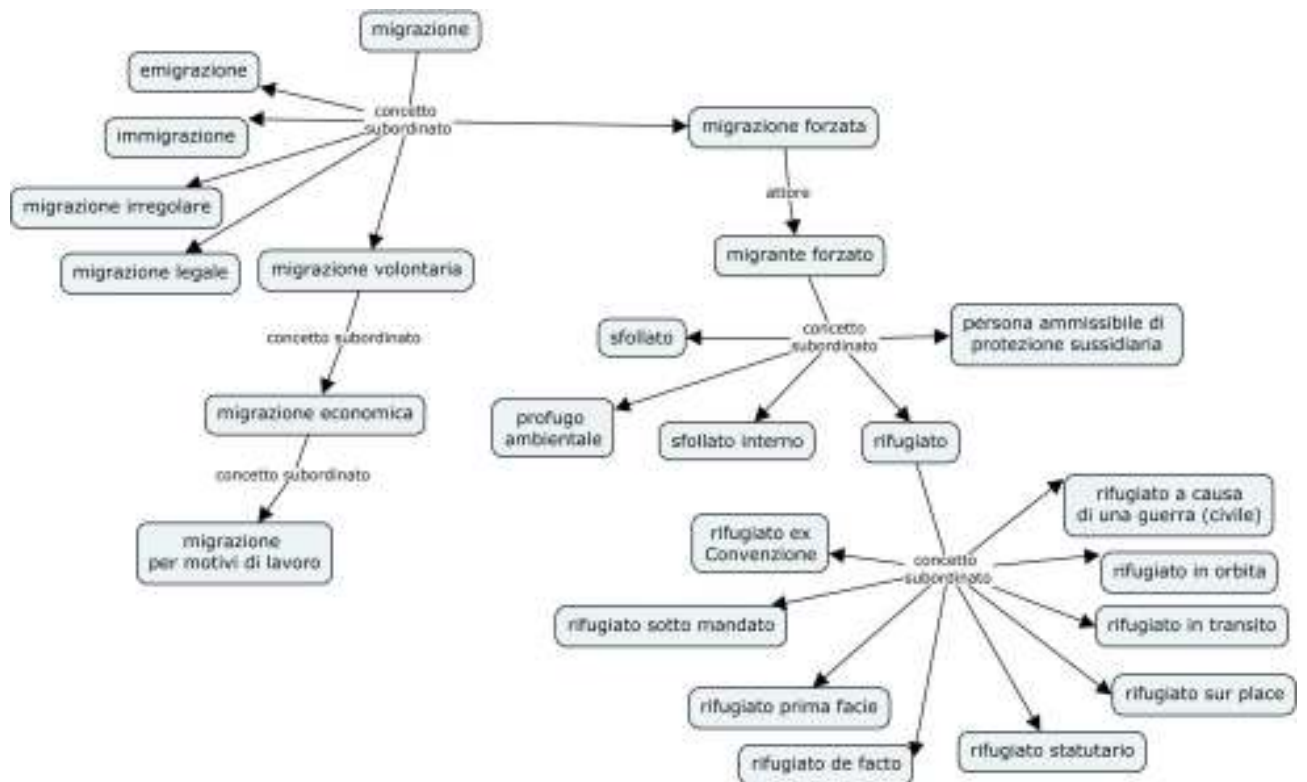 migrazione
emigrazione
concetto
subordinato
immigrazione
migrazione forzata
attore
migrazione irregolare
migrazione legale
migrazione volontaria
migrante forzato
concetto subordinato
sfollato
concetto
subordinato
persona ammissibile di
protezione sussidiaria
migrazione economica
profugo
ambientale
sfollato interno
rifugiato
concetto subordinato
migrazione
per motivi di lavoro
rifugiato a causa
di una guerra (civile)
rifugiato ex
Convenzione
concetto
subordinato
rifugiato in orbita
rifugiato sotto mandato
rifugiato in transito
rifugiato prima facie
rifugiato sur place
rifugiato de facto
rifugiato statutario